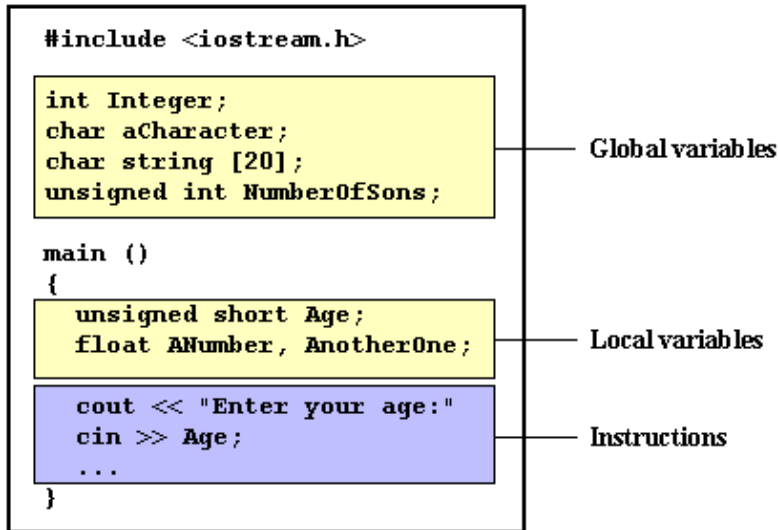 #include <iostream.h>
int Integer;
char aCharacter;
char string [20];
unsigned int NumberOfSons;
Global variables
main ()
{
unsigned short Age;
float ANumber, AnotherOne;
Local variables
cout << "Enter your age:"
cin >> Age;
...
Instructions
}